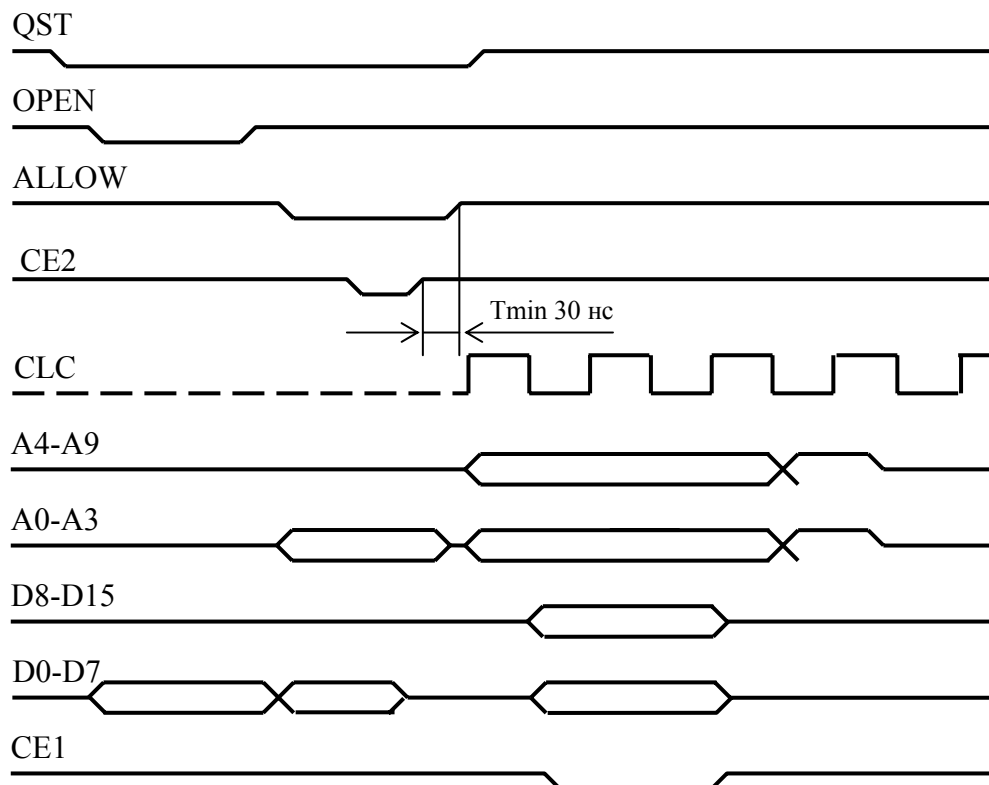 QST
OPEN
ALLOW
CE2
Tmin 30 нс
CLC
A4-A9
A0-A3
D8-D15
D0-D7
CE1